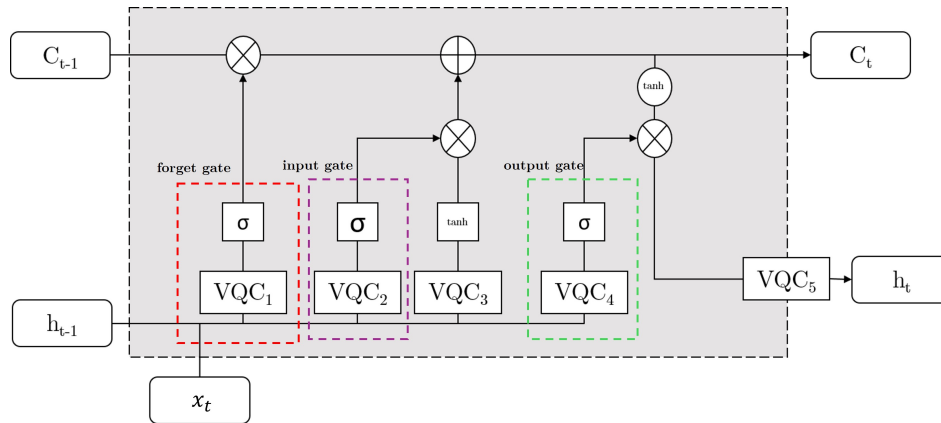 C_{t-1}
C_t
tanh
forget gate
input gate
output gate
σ
σ
tanh
σ
VQC_1
VQC_2
VQC_3
VQC_4
VQC_5
h_t
h_{t-1}
x_t